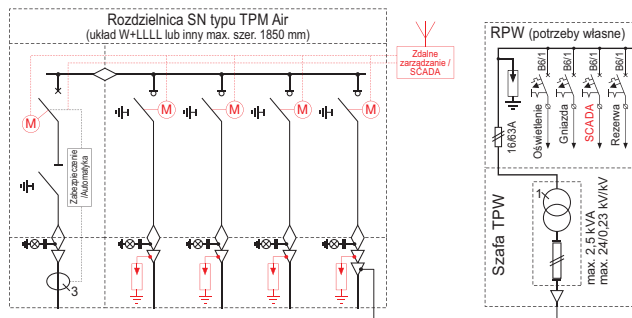 Rozdzielnica SN typu TPM Air
(układ W+LLLL lub inny max. szer. 1850 mm)
Zdalne
zarządzanie /
SCADA
M
M
M
M
M
Zabezpieczenie
/Automatyka
3
RPW (potrzeby własne)
B6/1
B6/1
B6/1
B6/1
16/63A
Oświetlenie
Gniazda
SCADA
Rezerwa
Szafa TPW
1
max. 2,5 kVA
max. 24/0,23 kV/kV